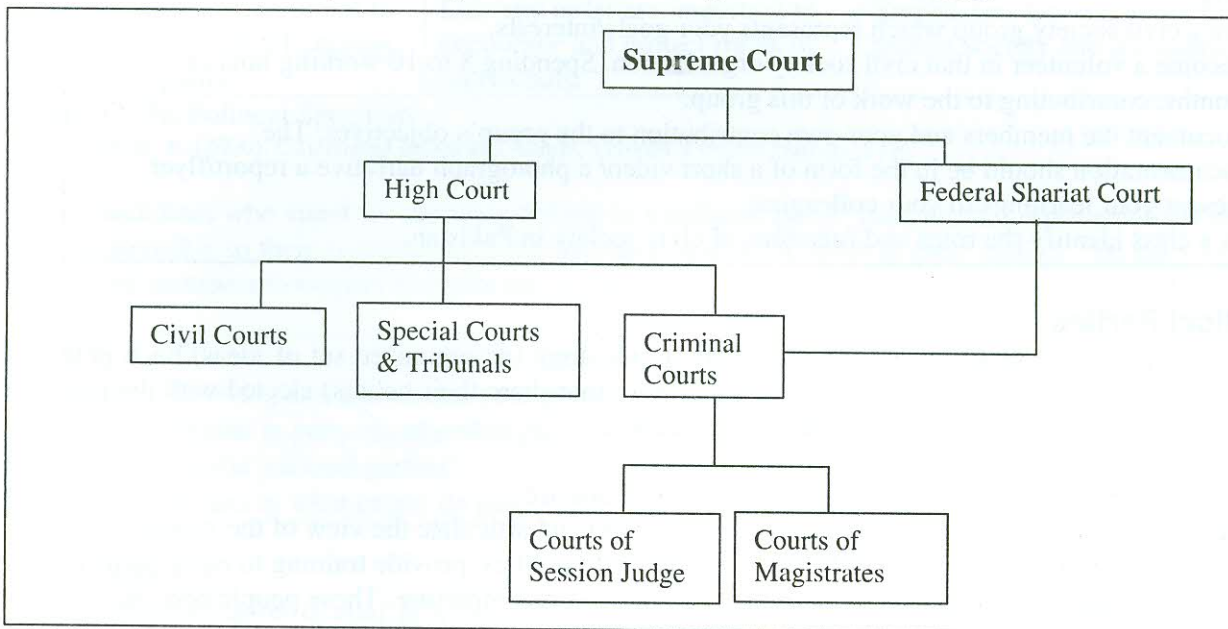 Supreme Court
High Court
Federal Shariat Court
Civil Courts
Special Courts
& Tribunals
Criminal
Courts
Courts of
Session Judge
Courts of
Magistrates